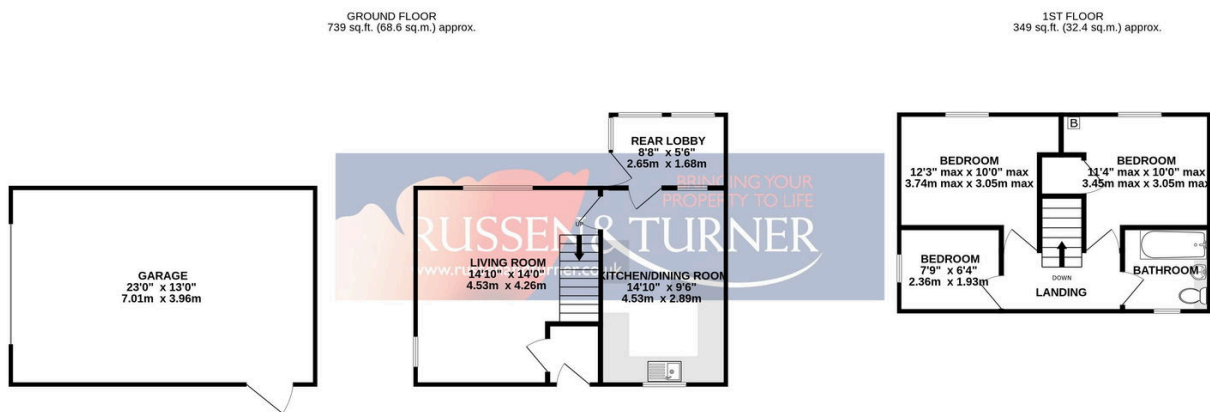 GROUND FLOOR
739 sq.ft. (68.6 sq.m.) approx.
1ST FLOOR
349 sq.ft. (32.4 sq.m.) approx.
REAR LOBBY
8'8" x 5'6"
2.65m x 1.68m
BRINGING YOUR
PROPERTY TO LIFE
RUSSEN & TURNER
UP
LIVING ROOM
14'10" x 14'0"
4.53m x 4.26m
KITCHEN/DINING ROOM
14'10" x 9'6"
4.53m x 2.89m
GARAGE
23'0" x 13'0"
7.01m x 3.96m
B
BEDROOM
12'3" max x 10'0" max
3.74m max x 3.05m max
BEDROOM
11'4" max x 10'0" max
3.45m max x 3.05m max
BEDROOM
7'9" x 6'4"
2.36m x 1.93m
DOWN
LANDING
BATHROOM